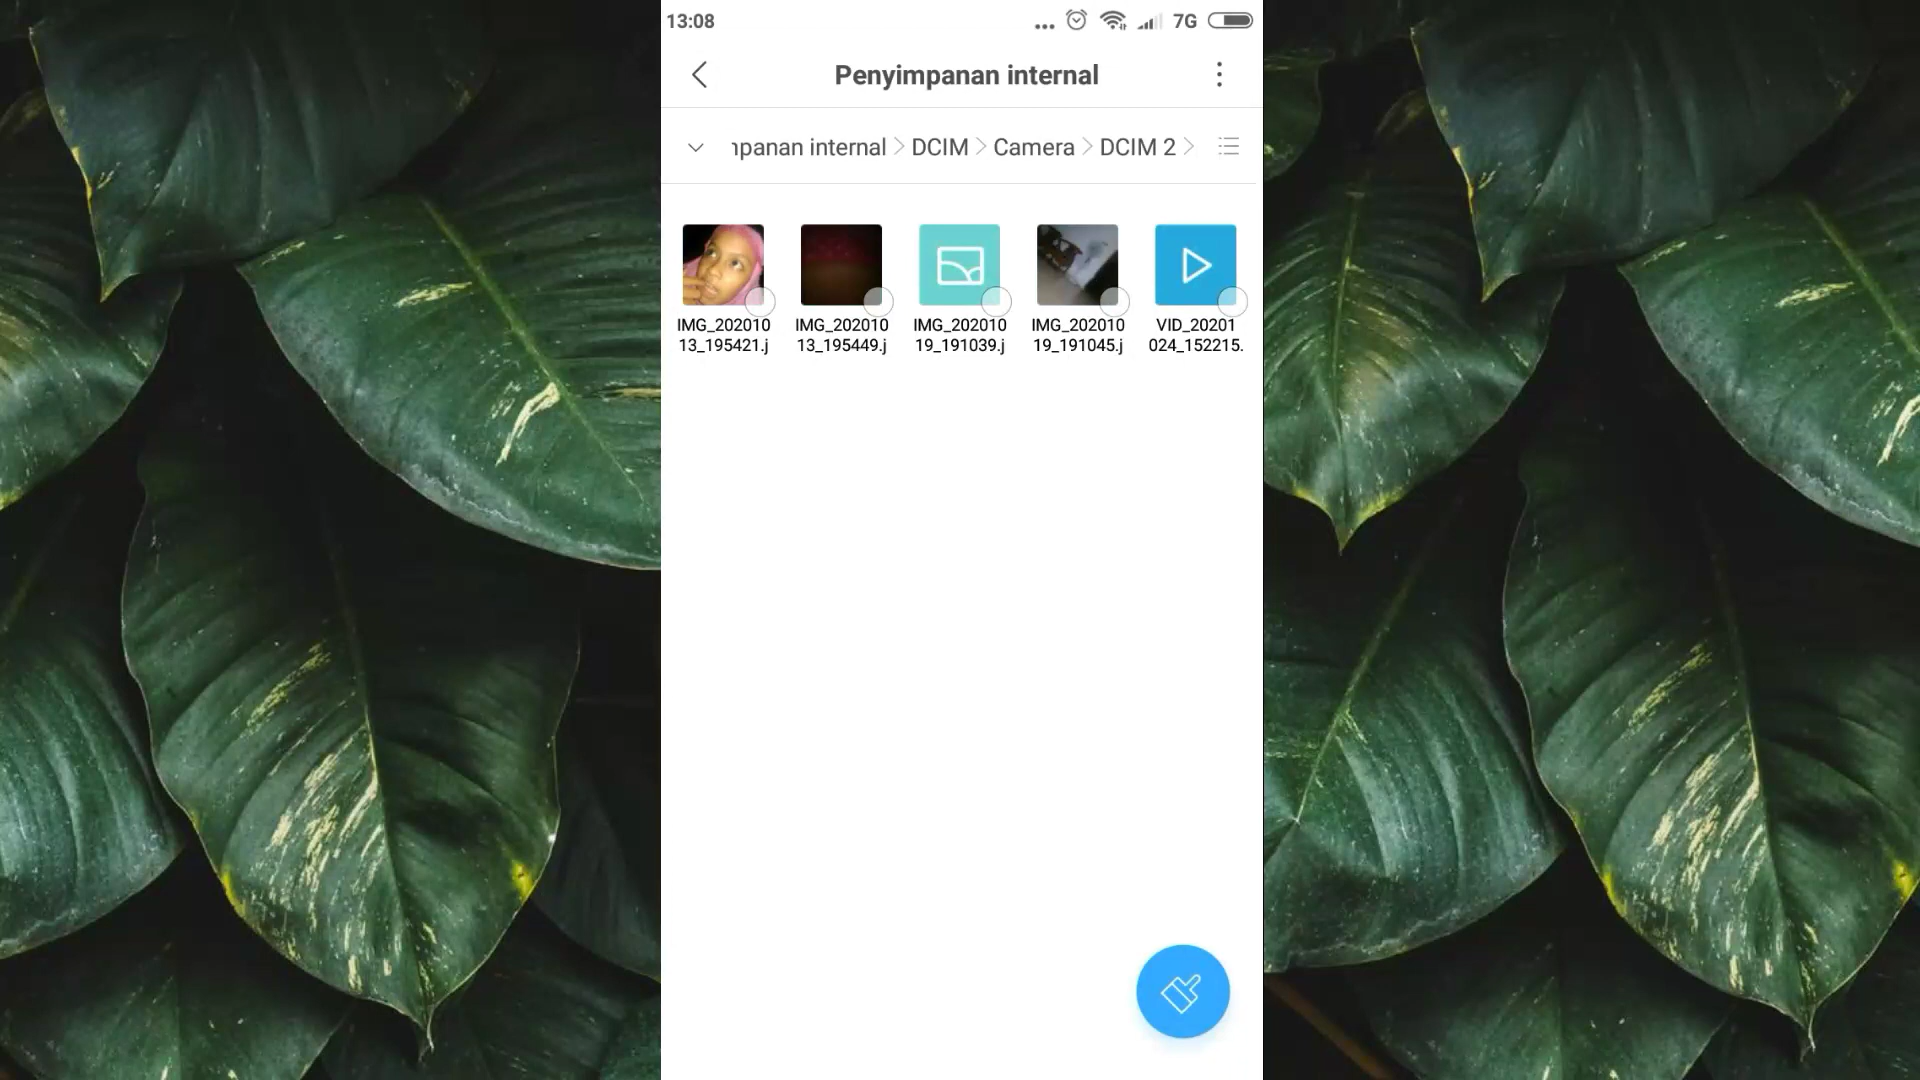 13:08
7G
Penyimpanan internal
npanan internal > DCIM > Camera > DCIM 2 >
IMG_202010
13_195421.j
IMG_202010
13_195449.j
IMG_202010
19_191039.j
IMG_202010
19_191045.j
VID_20201
024_152215.